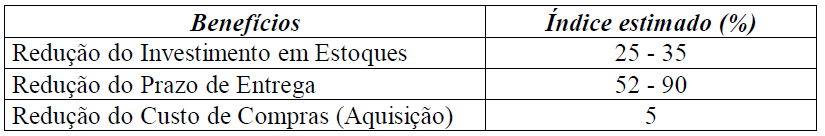 Benefícios Índice estimado (%)
Redução do Investimento em Estoques 25 - 35
Redução do Prazo de Entrega 52 - 90
Redução do Custo de Compras (Aquisição) 5